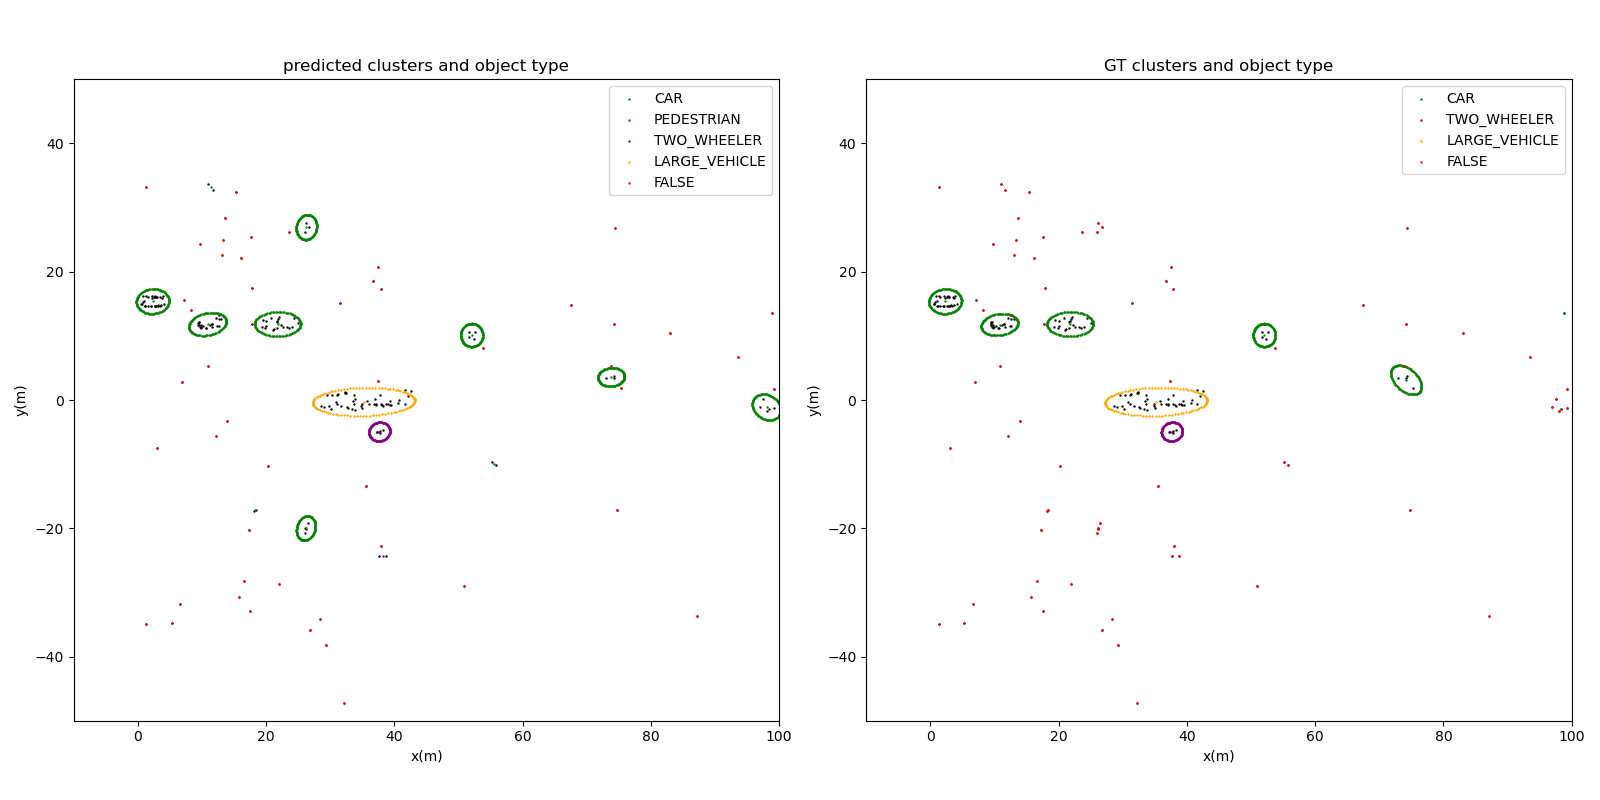 predicted clusters and object type
CAR
PEDESTRIAN
TWO_WHEELER
LARGE_VEHICLE
FALSE
40
20
0
−20
−40
y(m)
0
20
40
60
80
100
x(m)
GT clusters and object type
CAR
TWO_WHEELER
LARGE_VEHICLE
FALSE
40
20
0
−20
−40
y(m)
0
20
40
60
80
100
x(m)